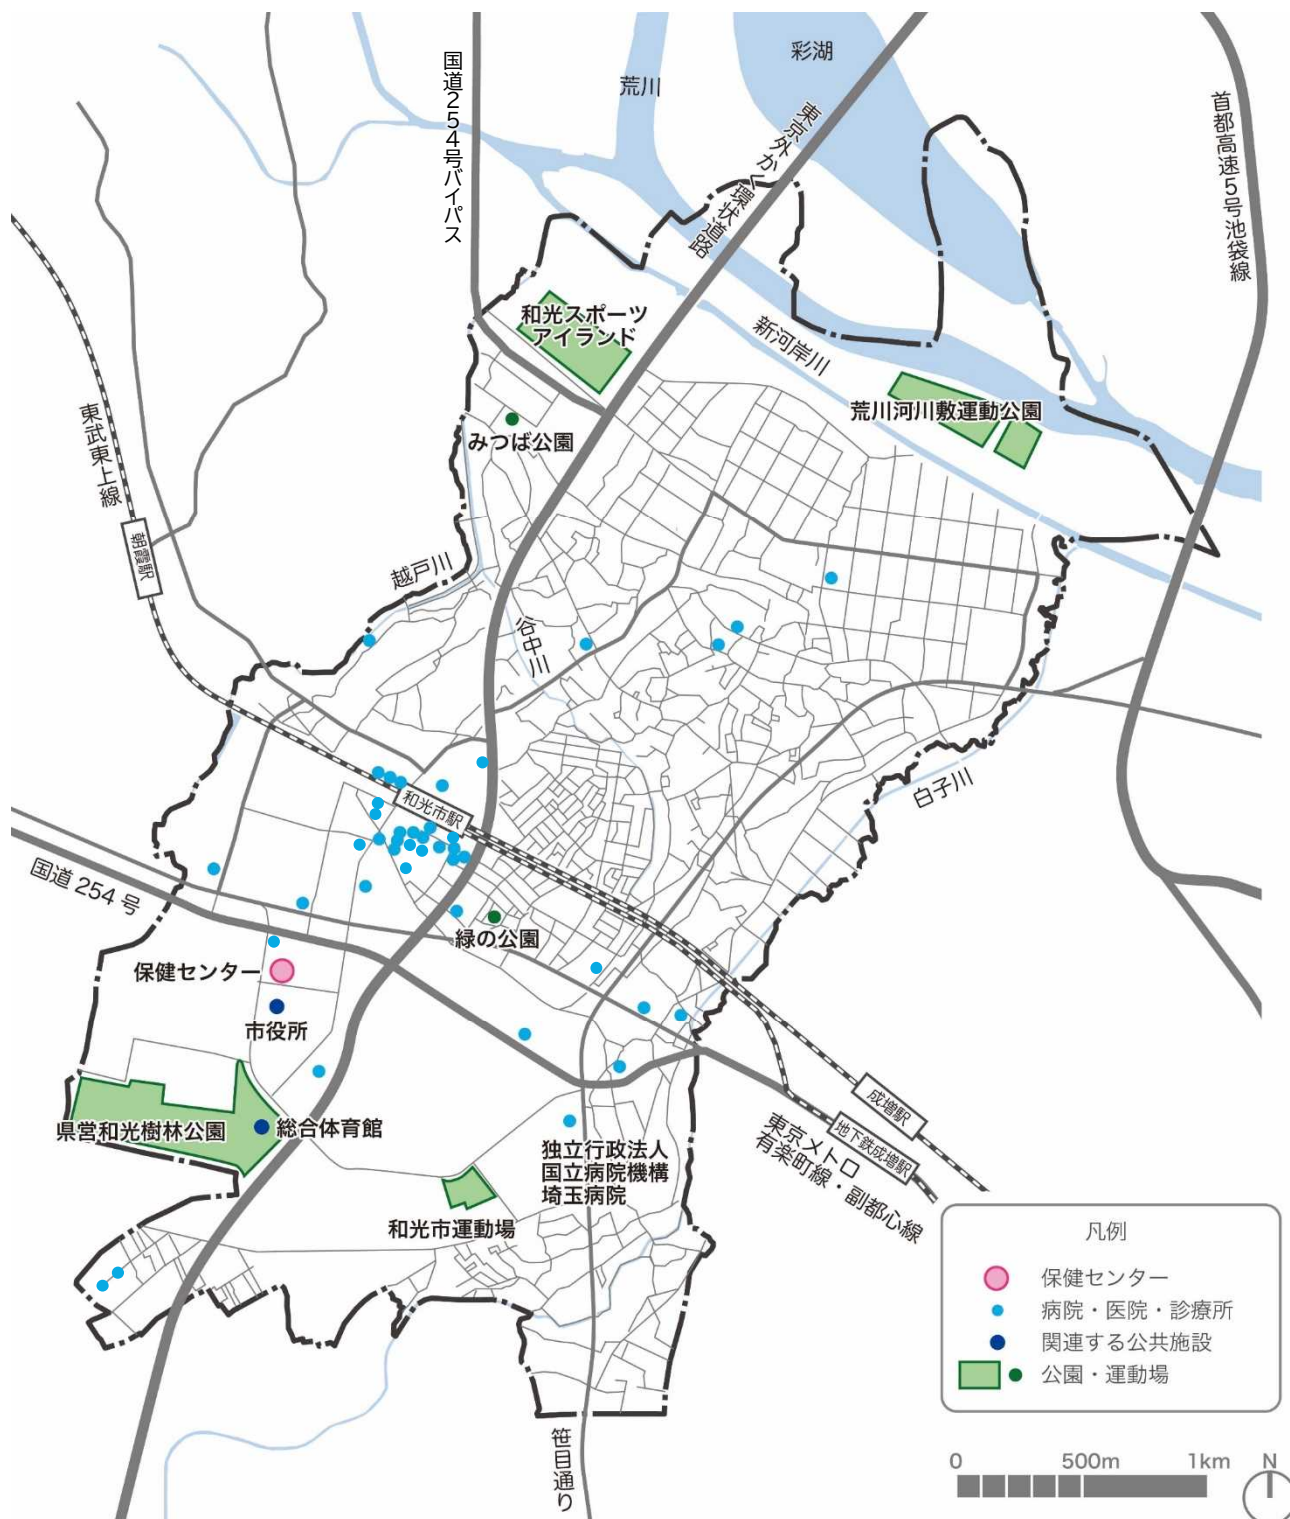 彩湖
荒川
国道254号バイパス
東京外かく環状道路
首都高速5号池袋線
和光スポーツ
アイランド
新河岸川
荒川河川敷運動公園
みつば公園
東武東上線
朝霞駅
越戸川
谷中川
白子川
和光市駅
国道254号
緑の公園
保健センター
市役所
県営和光樹林公園
総合体育館
独立行政法人
国立病院機構
埼玉病院
和光市運動場
成増駅
地下鉄成増駅
東京メトロ
有楽町線・副都心線
笹目通り
凡例
保健センター
病院・医院・診療所
関連する公共施設
公園・運動場
0 500m 1km
N